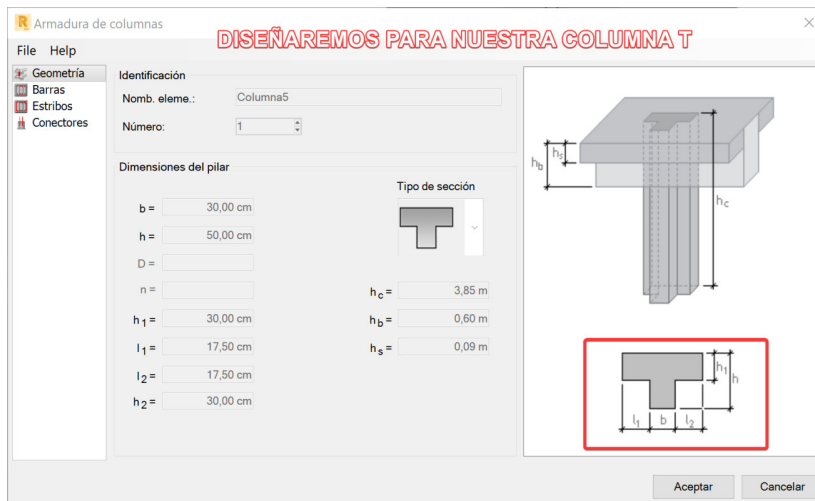 R Armadura de columnas
DISEÑAREMOS PARA NUESTRA COLUMNA T
File Help
Geometría
Barras
Estribos
Conectores
Identificación
Nomb. eleme.: Columna5
Número: 1
Dimensiones del pilar
Tipo de sección
b = 30,00 cm
h = 50,00 cm
D =
n =
h1 = 30,00 cm
l1 = 17,50 cm
l2 = 17,50 cm
h2 = 30,00 cm
hc = 3,85 m
hb = 0,60 m
hs = 0,09 m
hb
hs
hc
h1
h
l1 b l2
Aceptar Cancelar